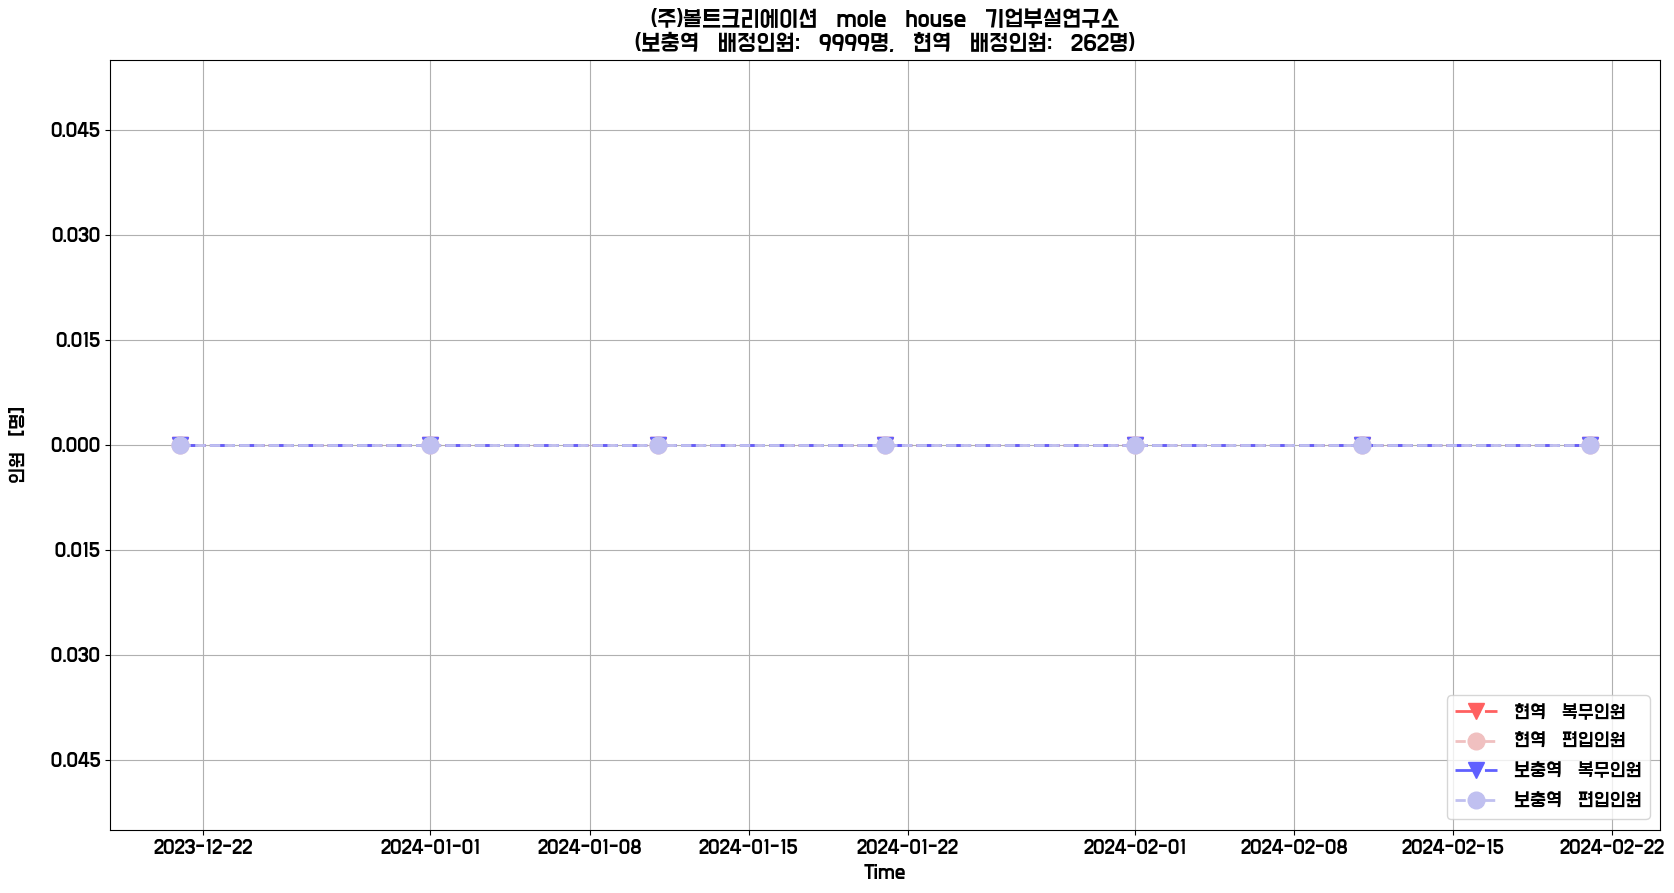 (주)볼트크리에이션 mole house 기업부설연구소
(보충역 배정인원: 9999명, 현역 배정인원: 262명)
0.045
0.030
0.015
0.000
0.015
0.030
0.045
인원 [명]
현역 복무인원
현역 편입인원
보충역 복무인원
보충역 편입인원
2023-12-22
2024-01-01
2024-01-08
2024-01-15
2024-01-22
2024-02-01
2024-02-08
2024-02-15
2024-02-22
Time